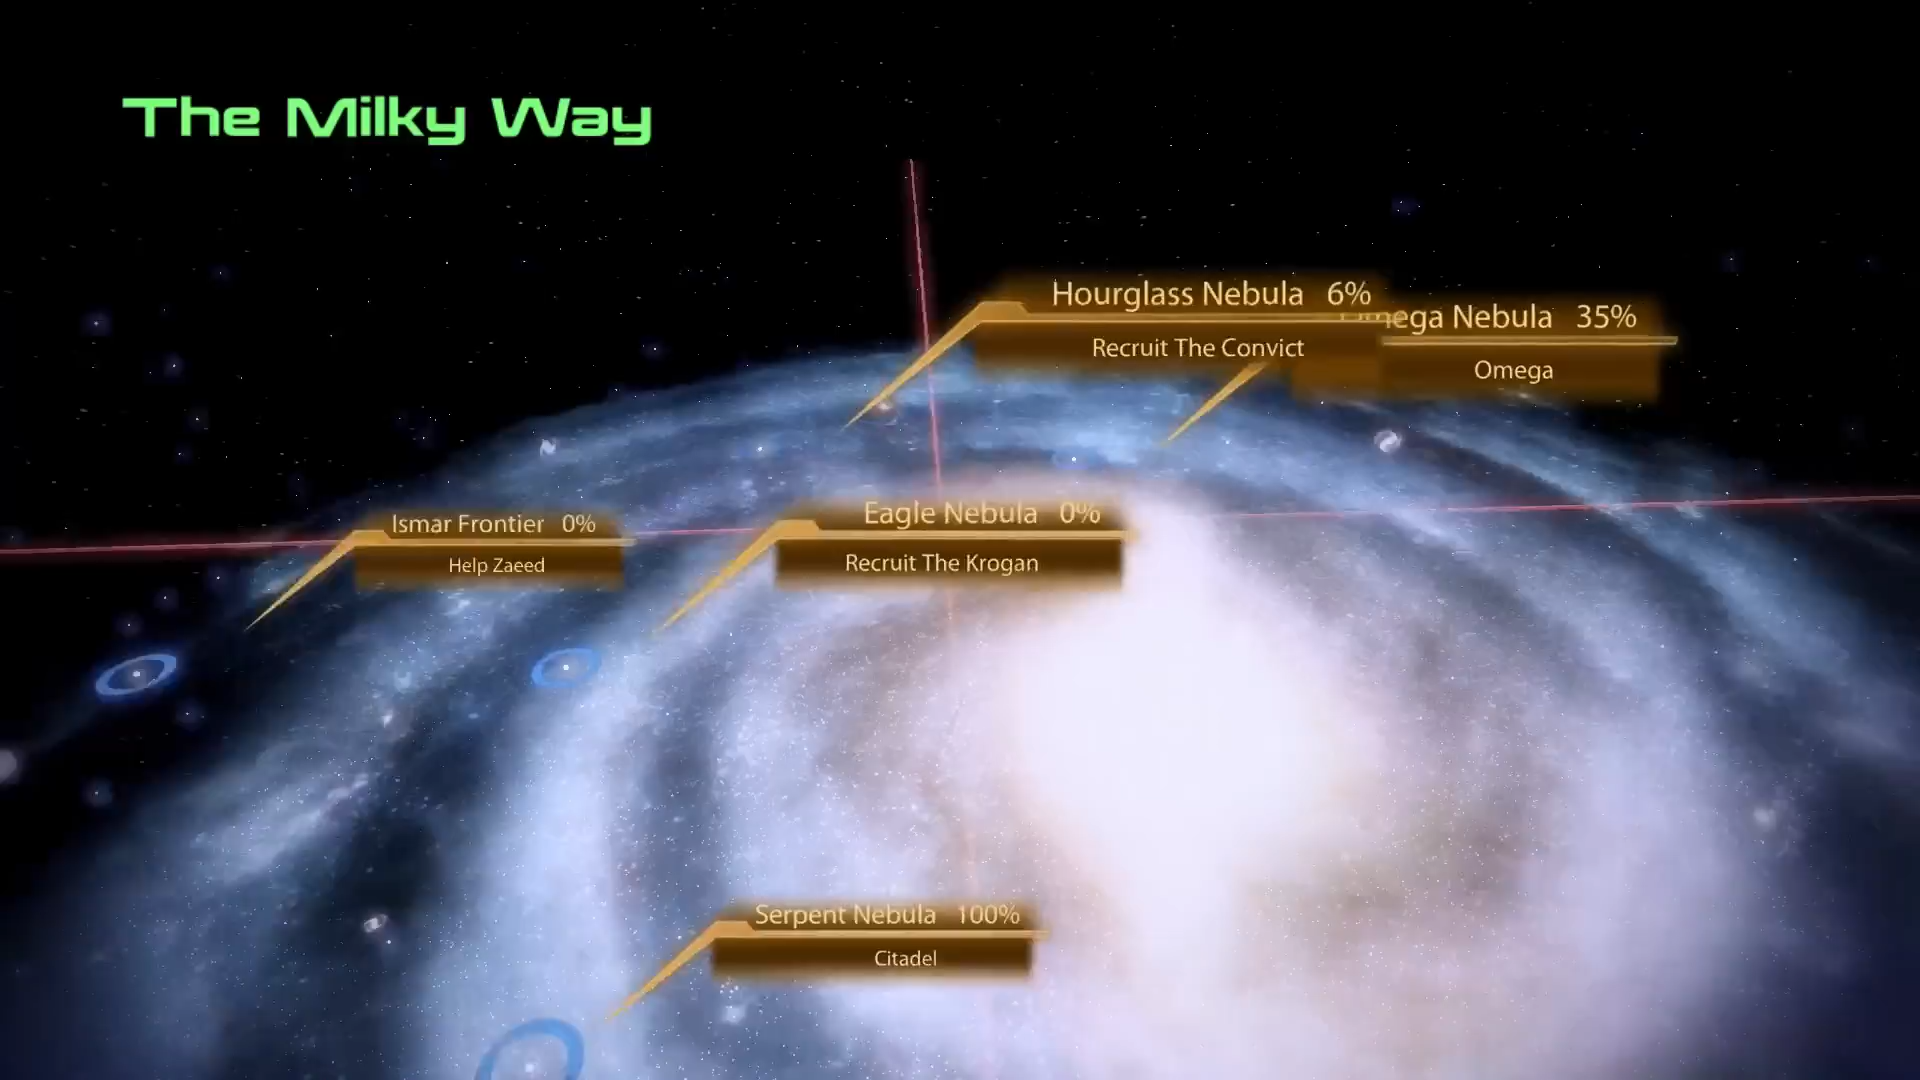 The Milky Way
Hourglass Nebula 6%
Recruit The Convict
Nebula 35%
Omega
Ismar Frontier 0%
Help Zaeed
Eagle Nebula 0%
Recruit The Krogan
Serpent Nebula 100%
Citadel